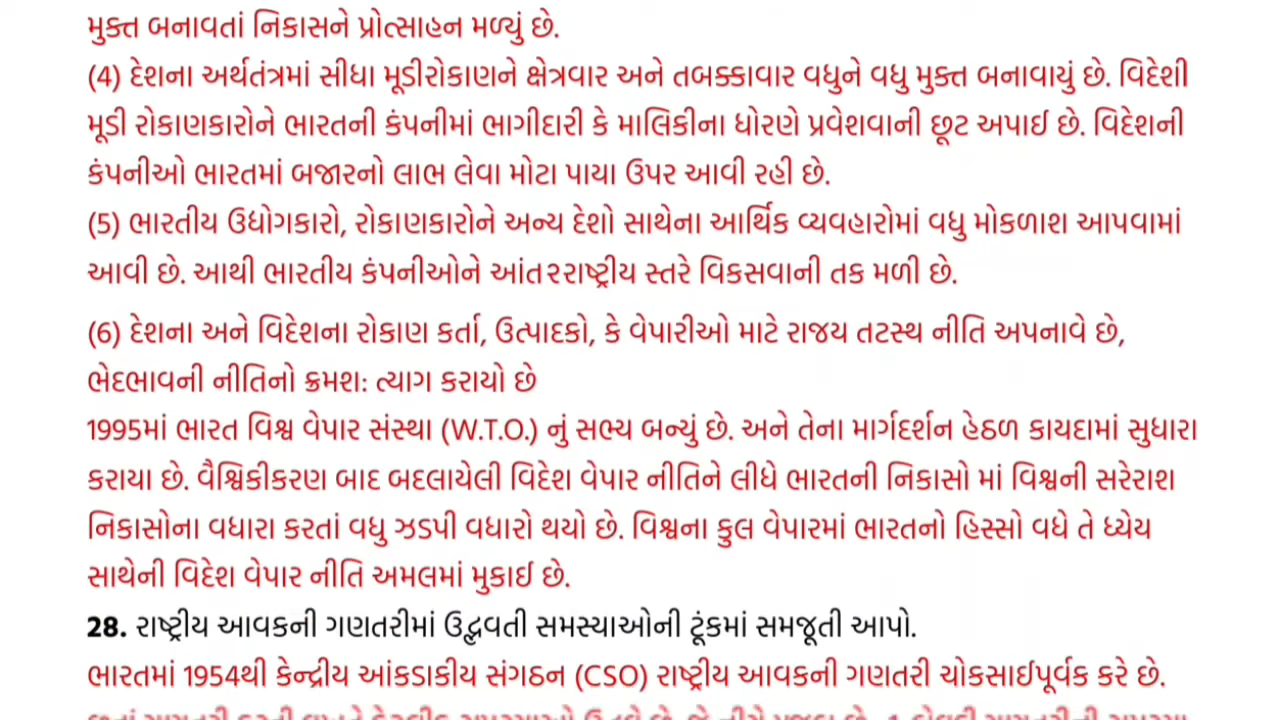 મુક્ત બનાવતાં નિકાસને પ્રોત્સાહન મળ્યું છે.
(4) દેશના અર્થતંત્રમાં સીધા મૂડીરોકાણને ક્ષેત્રવાર અને તબક્કાવાર વધુને વધુ મુક્ત બનાવાયું છે. વિદેશી
મૂડી રોકાણકારોને ભારતની કંપનીમાં ભાગીદારી કે માલિકીના ધોરણે પ્રવેશવાની છૂટ અપાઈ છે. વિદેશની
કંપનીઓ ભારતમાં બજારનો લાભ લેવા મોટા પાયા ઉપર આવી રહી છે.
(5) ભારતીય ઉદ્યોગકારો, રોકાણકારોને અન્ય દેશો સાથેના આર્થિક વ્યવહારોમાં વધુ મોકળાશ આપવામાં
આવી છે. આથી ભારતીય કંપનીઓને આંત૨રાષ્ટ્રીય સ્તરે વિકસવાની તક મળી છે.
(6) દેશના અને વિદેશના રોકાણ કર્તા, ઉત્પાદકો, કે વેપારીઓ માટે રાજય તટસ્થ નીતિ અપનાવે છે,
ભેદભાવની નીતિનો ક્રમશ: ત્યાગ કરાયો છે
1995માં ભારત વિશ્વ વેપાર સંસ્થા (W.T.O.) નું સભ્ય બન્યું છે. અને તેના માર્ગદર્શન હેઠળ કાયદામાં સુધારા
કરાયા છે. વૈશ્વિકીકરણ બાદ બદલાયેલી વિદેશ વેપાર નીતિને લીધે ભારતની નિકાસો માં વિશ્વની સરેરાશ
નિકાસોના વધારા કરતાં વધુ ઝડપી વધારો થયો છે. વિશ્વના કુલ વેપારમાં ભારતનો હિસ્સો વધે તે ધ્યેય
સાથેની વિદેશ વેપાર નીતિ અમલમાં મુકાઈ છે.
28. રાષ્ટ્રીય આવકની ગણતરીમાં ઉદ્ભવતી સમસ્યાઓની ટૂંકમાં સમજૂતી આપો.
ભારતમાં 1954થી કેન્દ્રીય આંકડાકીય સંગઠન (CSO) રાષ્ટ્રીય આવકની ગણતરી ચોકસાઈપૂર્વક કરે છે.